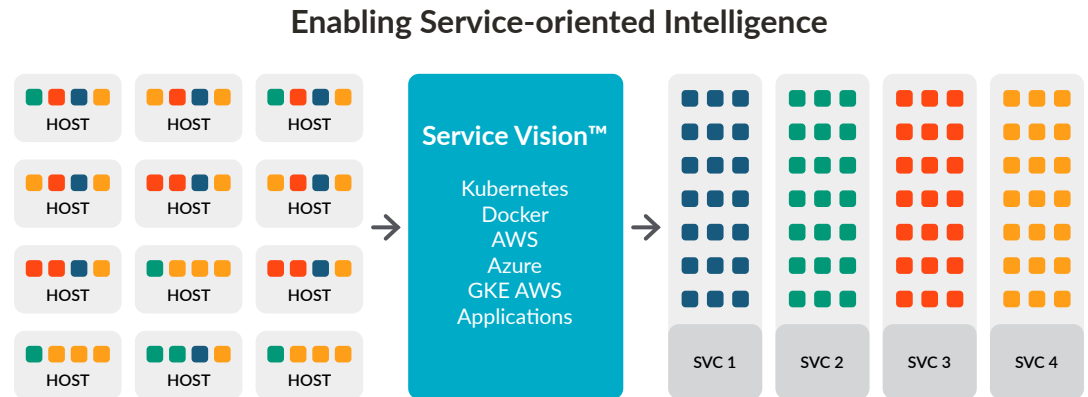 Enabling Service-oriented Intelligence
HOST HOST HOST
HOST HOST HOST
HOST HOST HOST
HOST HOST HOST
Service Vision™
Kubernetes
Docker
AWS
Azure
GKE AWS
Applications
SVC 1 SVC 2 SVC 3 SVC 4